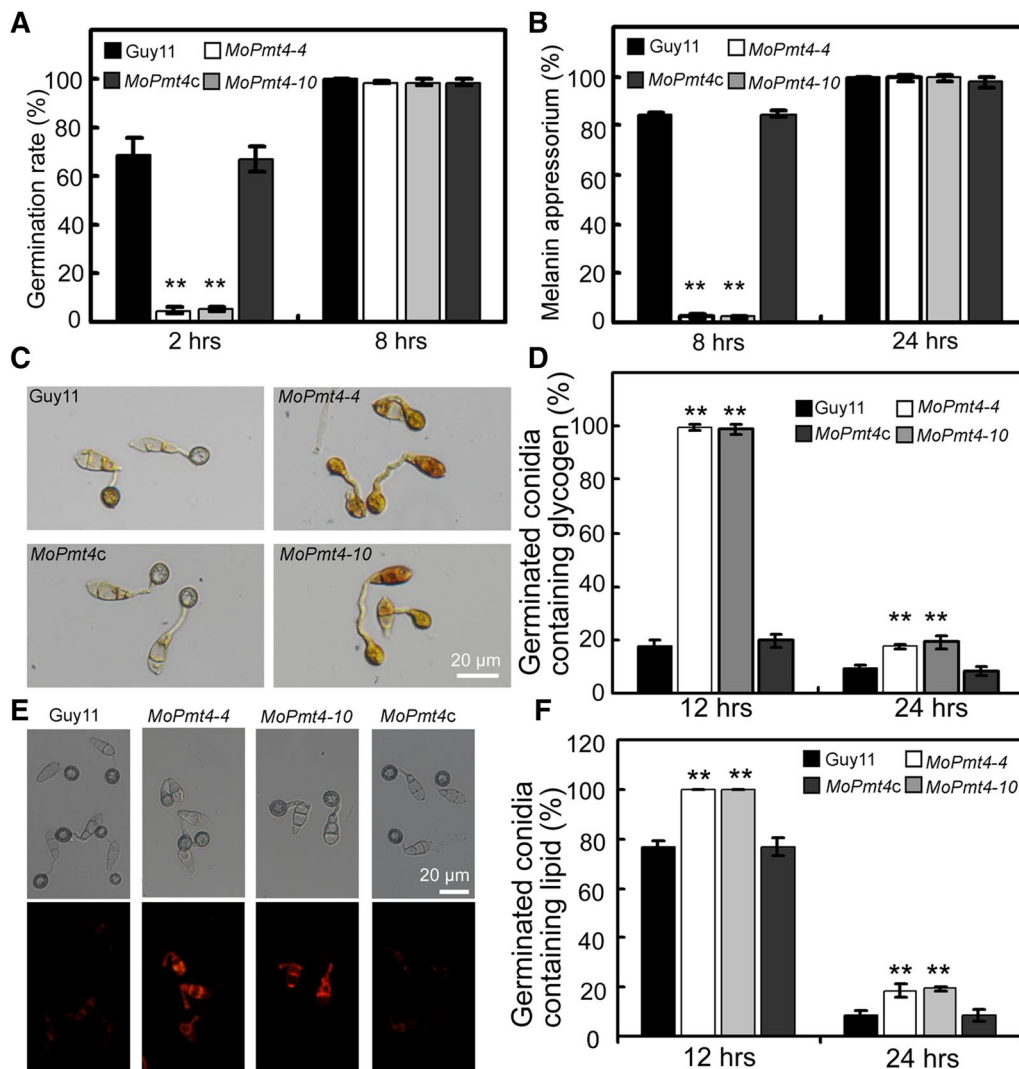 A
Guy11 MoPmt4-4
MoPmt4c MoPmt4-10
Germination rate (%)
100
80
60
40
20
0
** **
2 hrs 8 hrs
B
Guy11 MoPmt4-4
MoPmt4c MoPmt4-10
Melanin appressorium (%)
100
80
60
40
20
0
** **
8 hrs 24 hrs
C
Guy11 MoPmt4-4
MoPmt4c MoPmt4-10
20 μm
D
Guy11 MoPmt4-4
MoPmt4c MoPmt4-10
Germinated conidia
containing glycogen (%)
100
80
60
40
20
0
** **
** **
12 hrs 24 hrs
E
Guy11 MoPmt4-4 MoPmt4-10 MoPmt4c
20 μm
F
Guy11 MoPmt4-4
MoPmt4c MoPmt4-10
Germinated conidia
containing lipid (%)
120
100
80
60
40
20
0
** **
** **
12 hrs 24 hrs